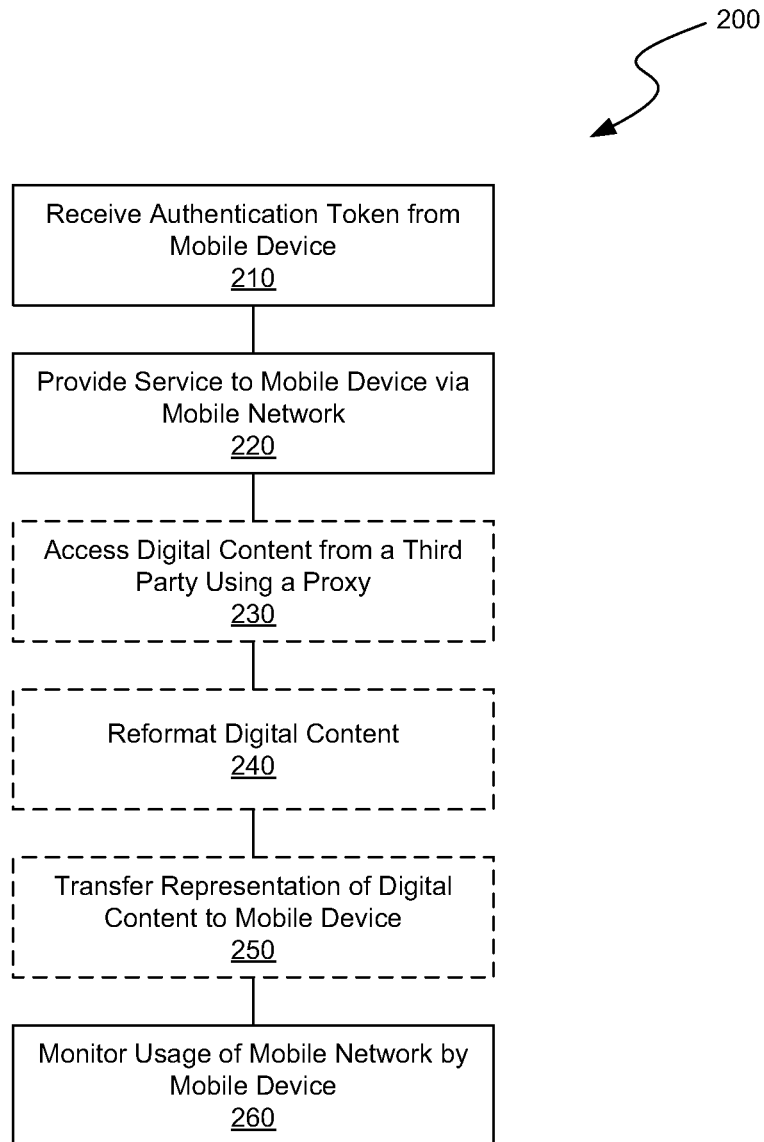 200
Receive Authentication Token from
Mobile Device
210
Provide Service to Mobile Device via
Mobile Network
220
Access Digital Content from a Third
Party Using a Proxy
230
Reformat Digital Content
240
Transfer Representation of Digital
Content to Mobile Device
250
Monitor Usage of Mobile Network by
Mobile Device
260